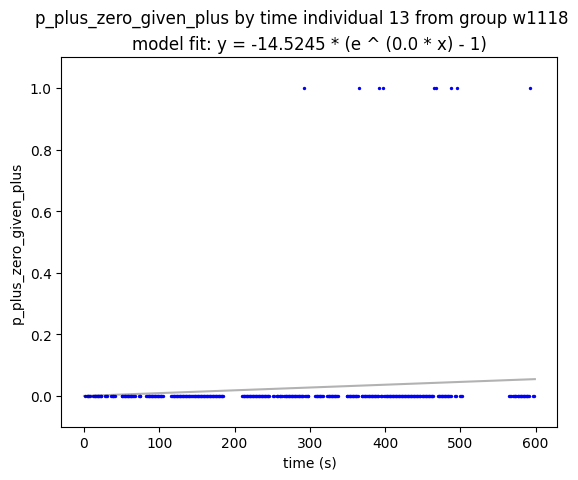 p_plus_zero_given_plus by time individual 13 from group w1118
model fit: y = -14.5245 * (e ^ (0.0 * x) - 1)
1.0
0.8
0.6
0.4
0.2
0.0
p_plus_zero_given_plus
0 100 200 300 400 500 600
time (s)